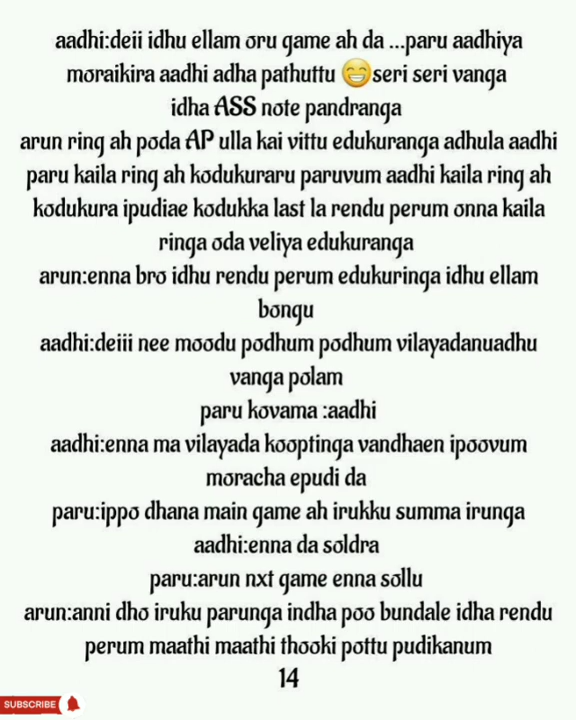 aadhi:deii idhu ellam oru game ah da ...paru aadhiya
moraikira aadhi adha pathuttu 😁seri seri vanga
idha ASS note pandranga
arun ring ah poda AP ulla kai vittu edukuranga adhula aadhi
paru kaila ring ah kodukuraru paruvum aadhi kaila ring ah
kodukura ipudiae kodukka last la rendu perum onna kaila
ringa oda veliya edukuranga
arun:enna bro idhu rendu perum edukuringa idhu ellam
bongu
aadhi:deiii nee moodu podhum podhum vilayadanuadhu
vanga polam
paru kovama :aadhi
aadhi:enna ma vilayada kooptinga vandhaen ipoovum
moracha epudi da
paru:ippo dhana main game ah irukku summa irunga
aadhi:enna da soldra
paru:arun nxt game enna sollu
arun:anni dho iruku parunga indha poo bundale idha rendu
perum maathi maathi thooki pottu pudikanum
14
SUBSCRIBE